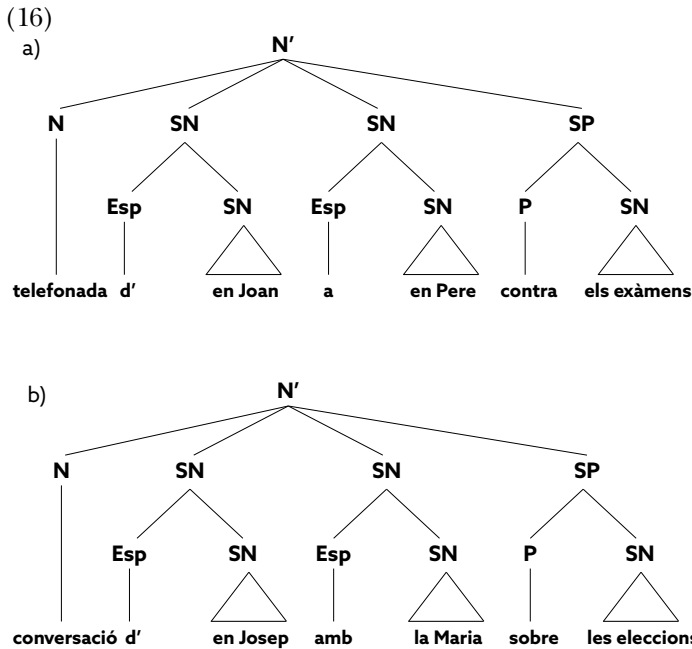 (16)
a)
N'
N SN SN SP
Esp SN Esp SN P SN
telefonada d' en Joan a en Pere contra els exàmens
b)
N'
N SN SN SP
Esp SN Esp SN P SN
conversació d' en Josep amb la Maria sobre les eleccions